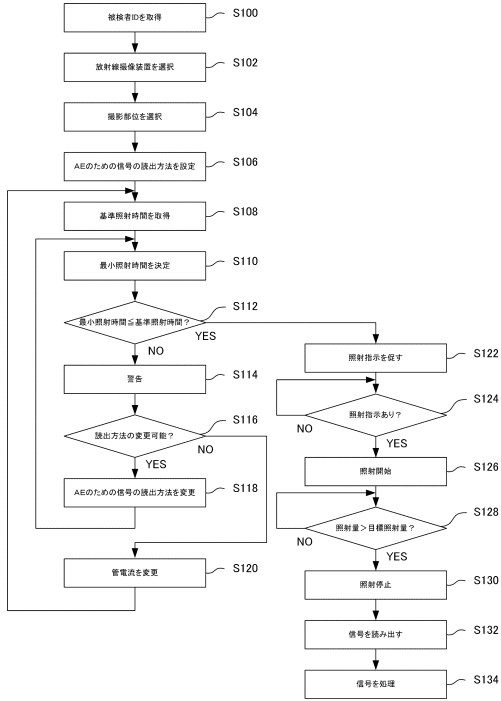 被検者IDを取得 S100
放射線撮像装置を選択 S102
撮影部位を選択 S104
AEのための信号の読出方法を設定 S106
基準照射時間を取得 S108
最小照射時間を決定 S110
最小照射時間≦基準照射時間? S112
YES
NO
警告 S114
読出方法の変更可能? S116
NO
YES
AEのための信号の読出方法を変更 S118
管電流を変更 S120
照射指示を促す S122
照射指示あり? S124
NO
YES
照射開始 S126
照射量>目標照射量? S128
NO
YES
照射停止 S130
信号を読み出す S132
信号を処理 S134